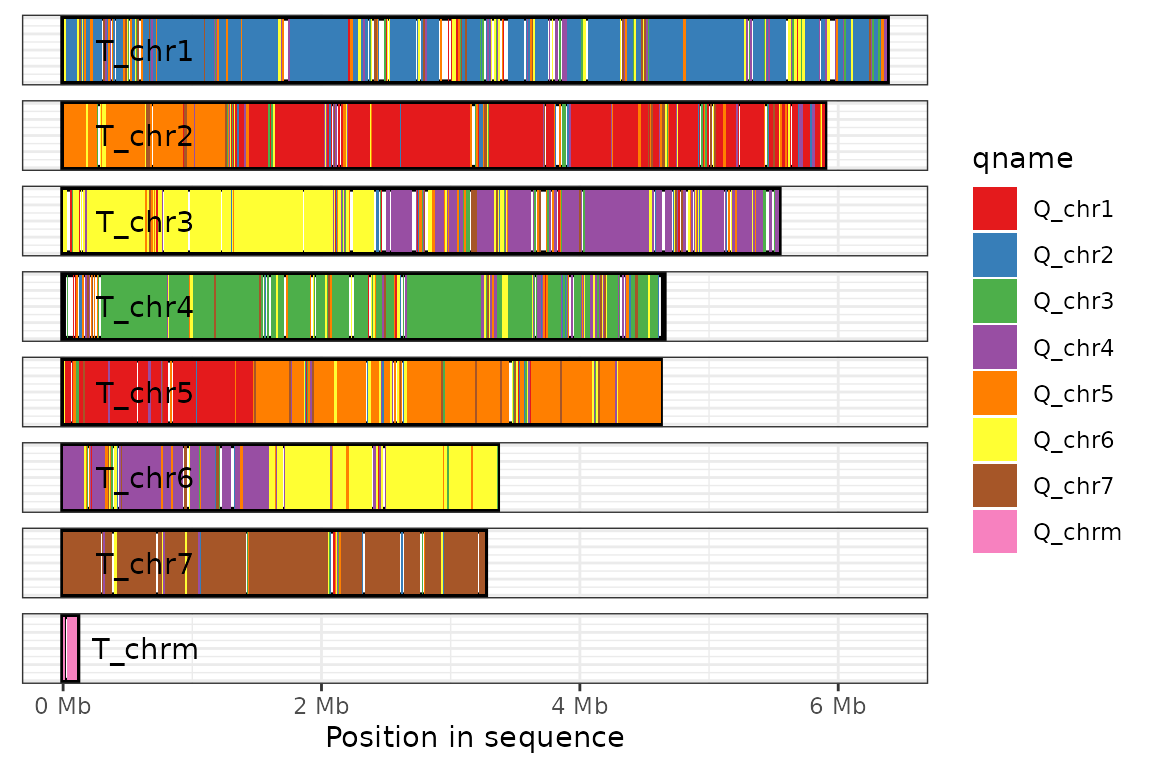 T_chr1
T_chr2
T_chr3
T_chr4
T_chr5
T_chr6
T_chr7
T_chrm
0 Mb 2 Mb 4 Mb 6 Mb
Position in sequence
qname
Q_chr1
Q_chr2
Q_chr3
Q_chr4
Q_chr5
Q_chr6
Q_chr7
Q_chrm